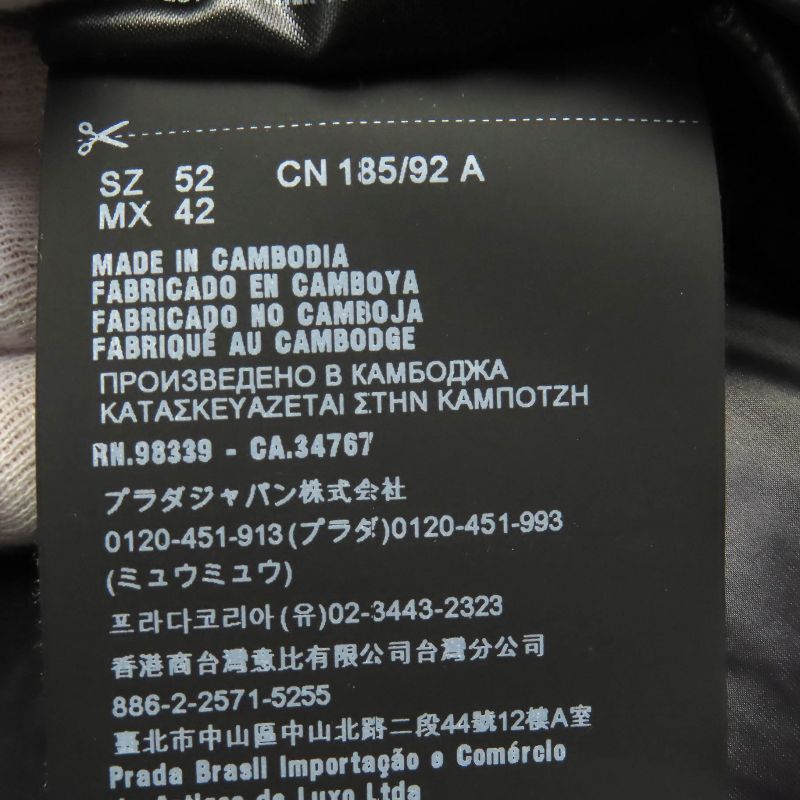 SZ 52 CN 185/92 A
MX 42
MADE IN CAMBODIA
FABRICADO EN CAMBOYA
FABRICADO NO CAMBOJA
FABRIQUÉ AU CAMBODGE
ПРОИЗВЕДЕНО В КАМБОДЖА
ΚΑΤΑΣΚΕΥΑΖΕΤΑΙ ΣΤΗΝ ΚΑΜΠΟΤΖΗ
RN.98339 - CA.34767
プラダジャパン株式会社
0120-451-913(プラダ)0120-451-993
(ミュウミュウ)
프라다코리아(유)02-3443-2323
香港商台灣意比有限公司台灣分公司
886-2-2571-5255
臺北市中山區中山北路二段44號12樓A室
Prada Brasil Importação e Comércio
de Artigos de Luxo Ltda